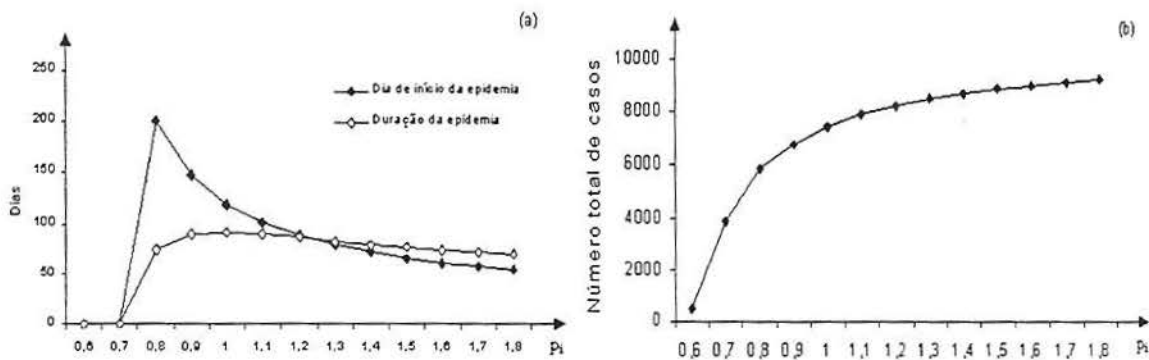 (a)
250
200
150
100
50
0
Dias
Dia de início da epidemia
Duração da epidemia
0,6 0,7 0,8 0,9 1 1,1 1,2 1,3 1,4 1,5 1,6 1,7 1,8 Pi
(b)
Número total de casos
10000
8000
6000
4000
2000
0
0,6 0,7 0,8 0,9 1 1,1 1,2 1,3 1,4 1,5 1,6 1,7 1,8 Pi